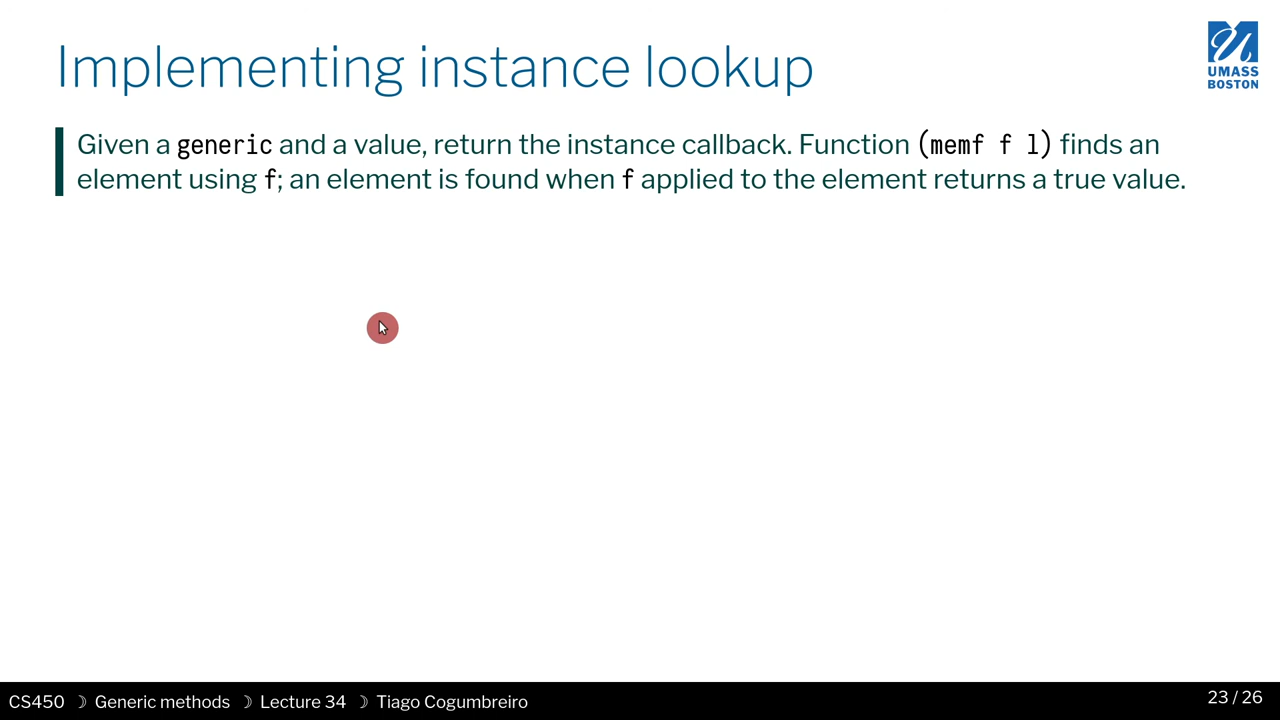 Implementing instance lookup
UMASS
BOSTON
Given a generic and a value, return the instance callback. Function (memf f l) finds an
element using f; an element is found when f applied to the element returns a true value.
CS450 ☽ Generic methods ☽ Lecture 34 ☽ Tiago Cogumbreiro
23 / 26